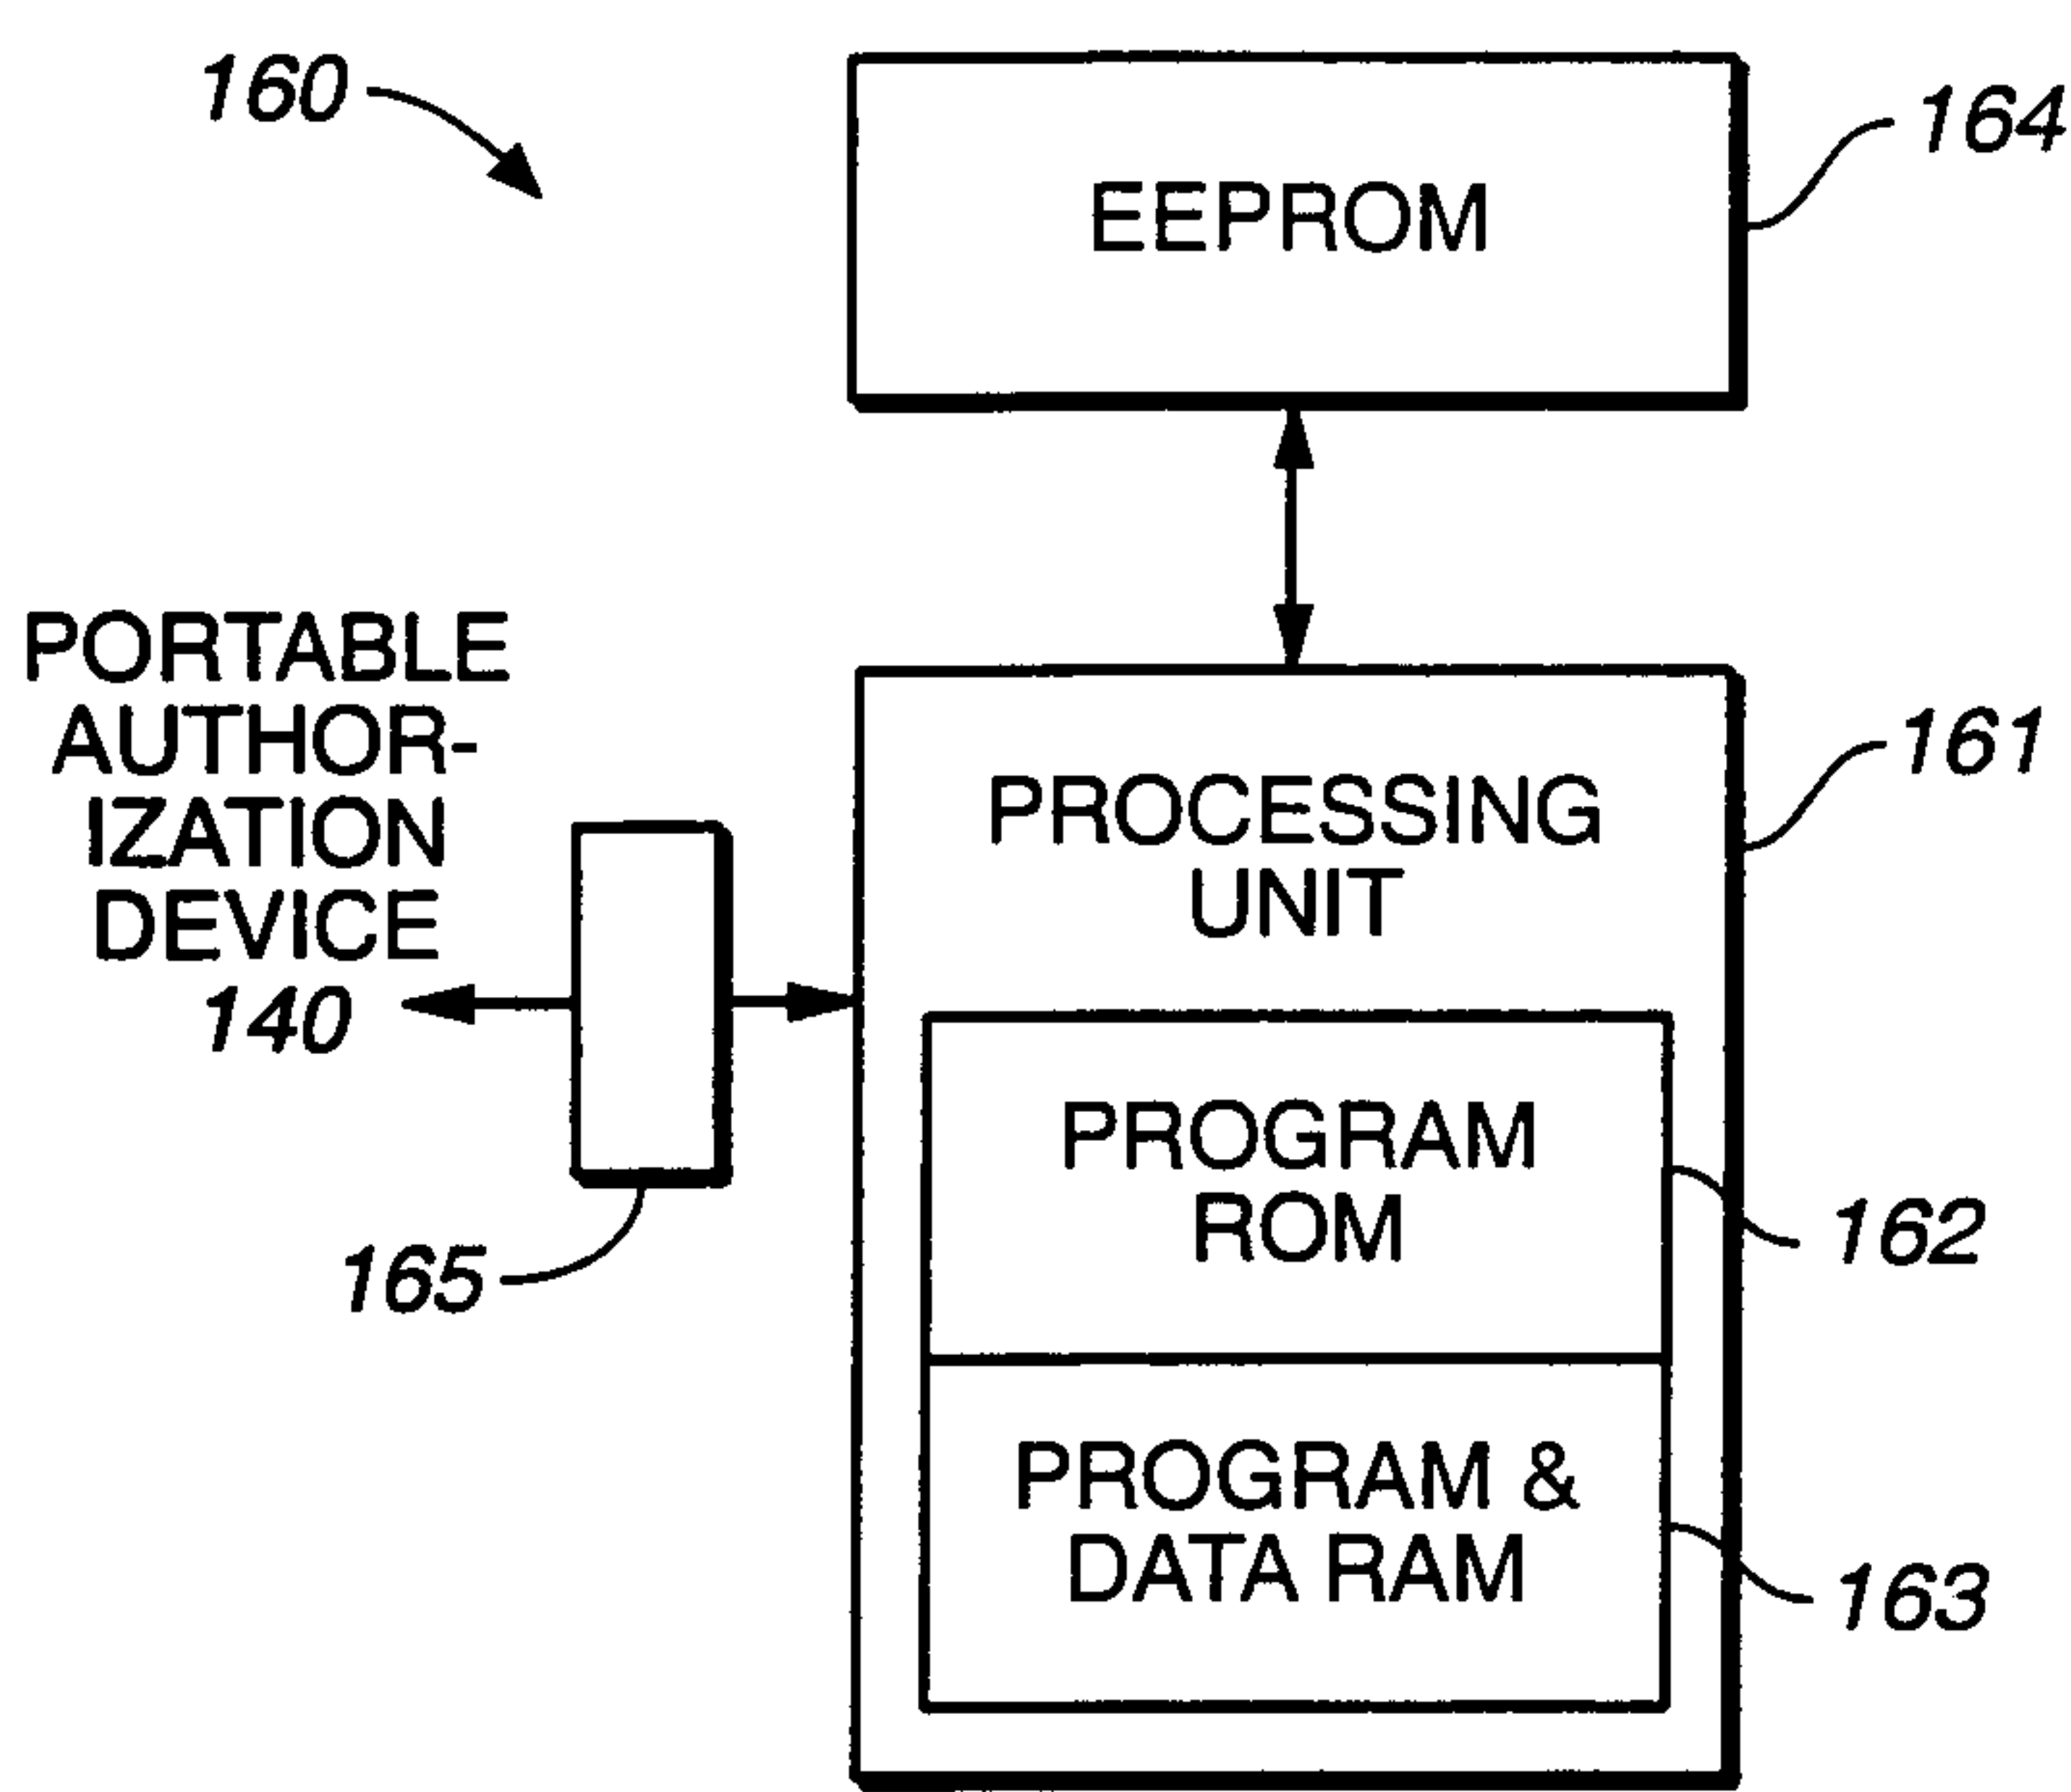 160
EEPROM
164
PORTABLE
AUTHOR-
IZATION
DEVICE
140
165
PROCESSING
UNIT
161
PROGRAM
ROM
162
PROGRAM &
DATA RAM
163